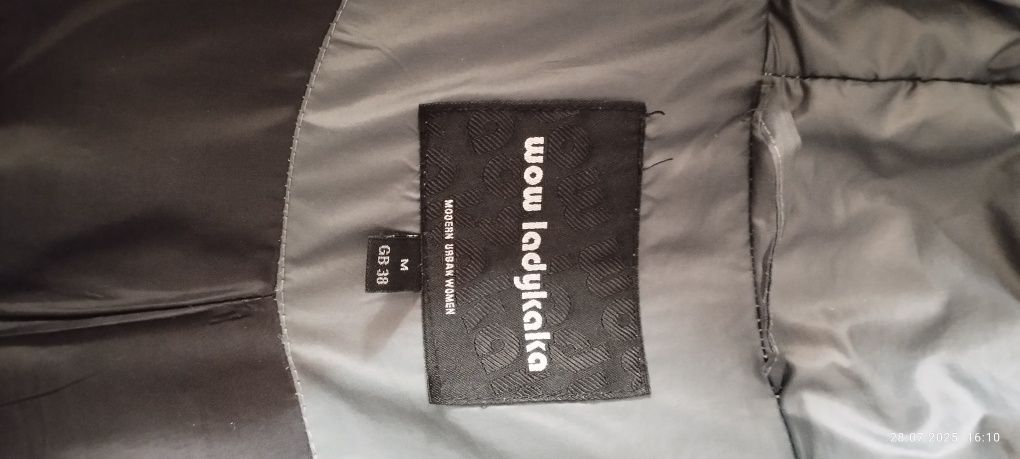 wow ladykaka
MODERN URBAN WOMEN
M
GB 38
28.07.2025 16:10